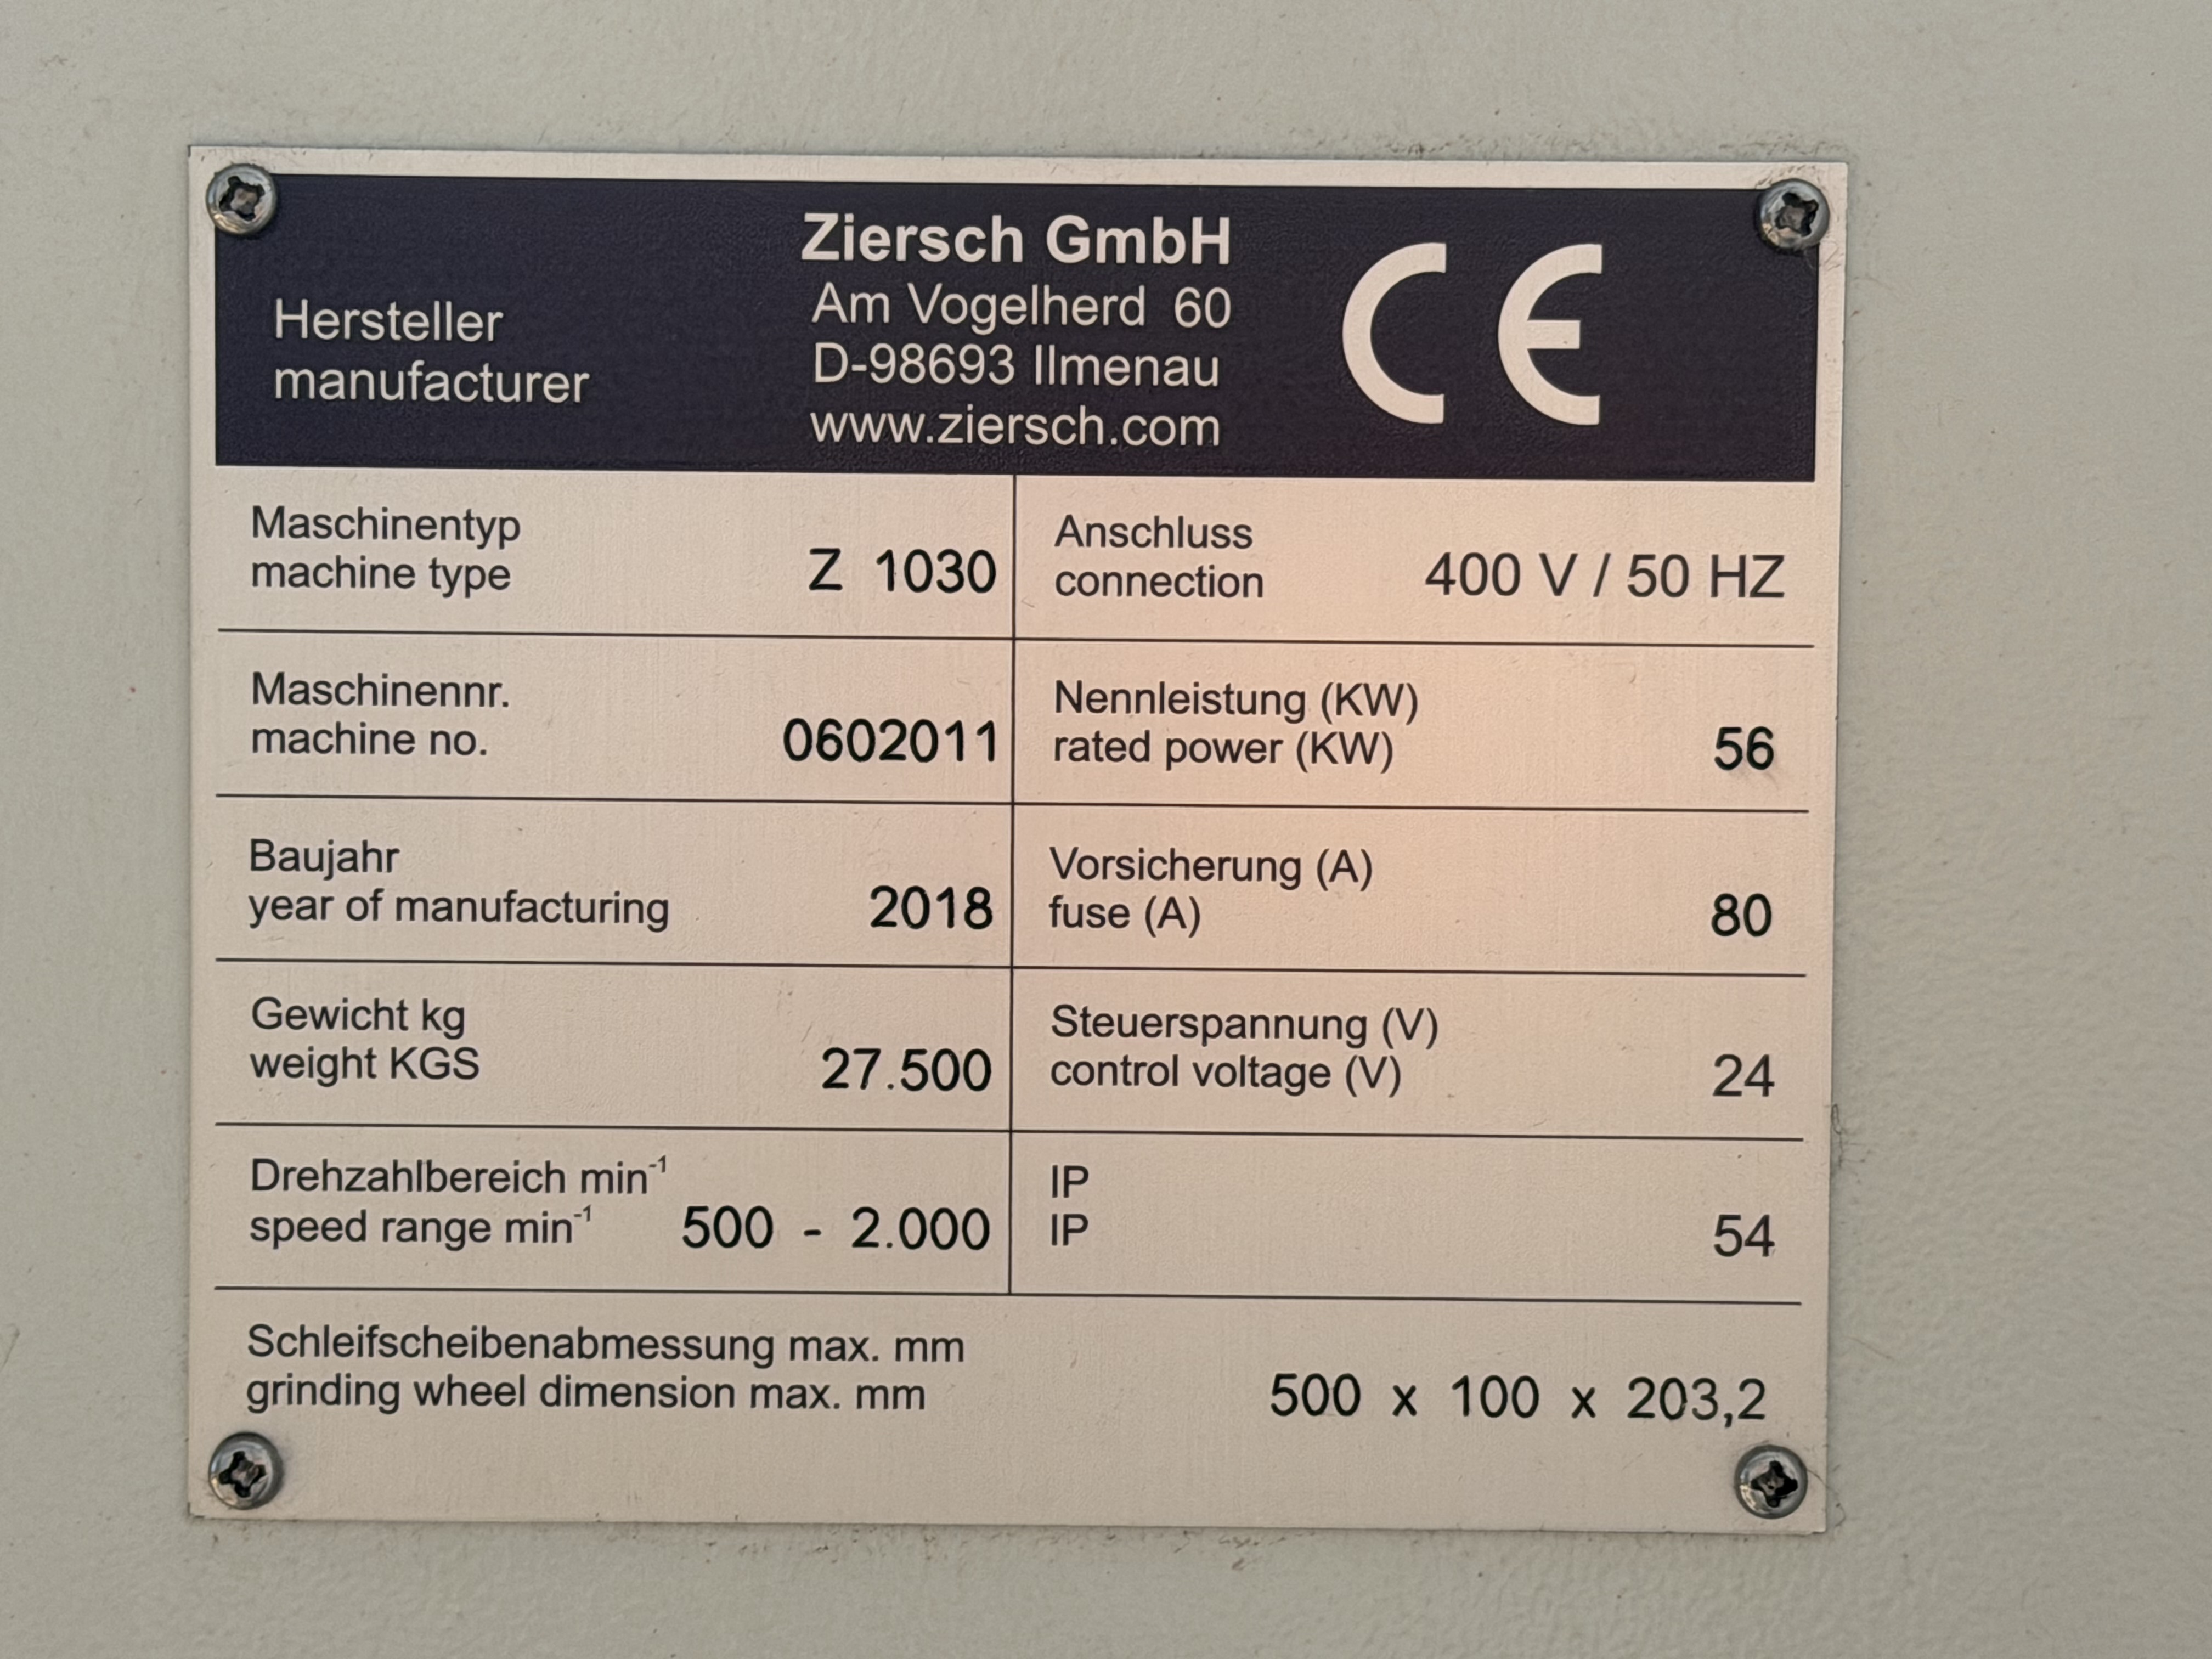 Hersteller
manufacturer
Ziersch GmbH
Am Vogelherd 60
D-98693 Ilmenau
www.ziersch.com
CE
Maschinentyp
machine type
Z 1030
Anschluss
connection
400 V / 50 HZ
Maschinennr.
machine no.
0602011
Nennleistung (KW)
rated power (KW)
56
Baujahr
year of manufacturing
2018
Vorsicherung (A)
fuse (A)
80
Gewicht kg
weight KGS
27.500
Steuerspannung (V)
control voltage (V)
24
Drehzahlbereich min⁻¹
speed range min⁻¹
500 - 2.000
IP
IP
54
Schleifscheibenabmessung max. mm
grinding wheel dimension max. mm
500 x 100 x 203,2